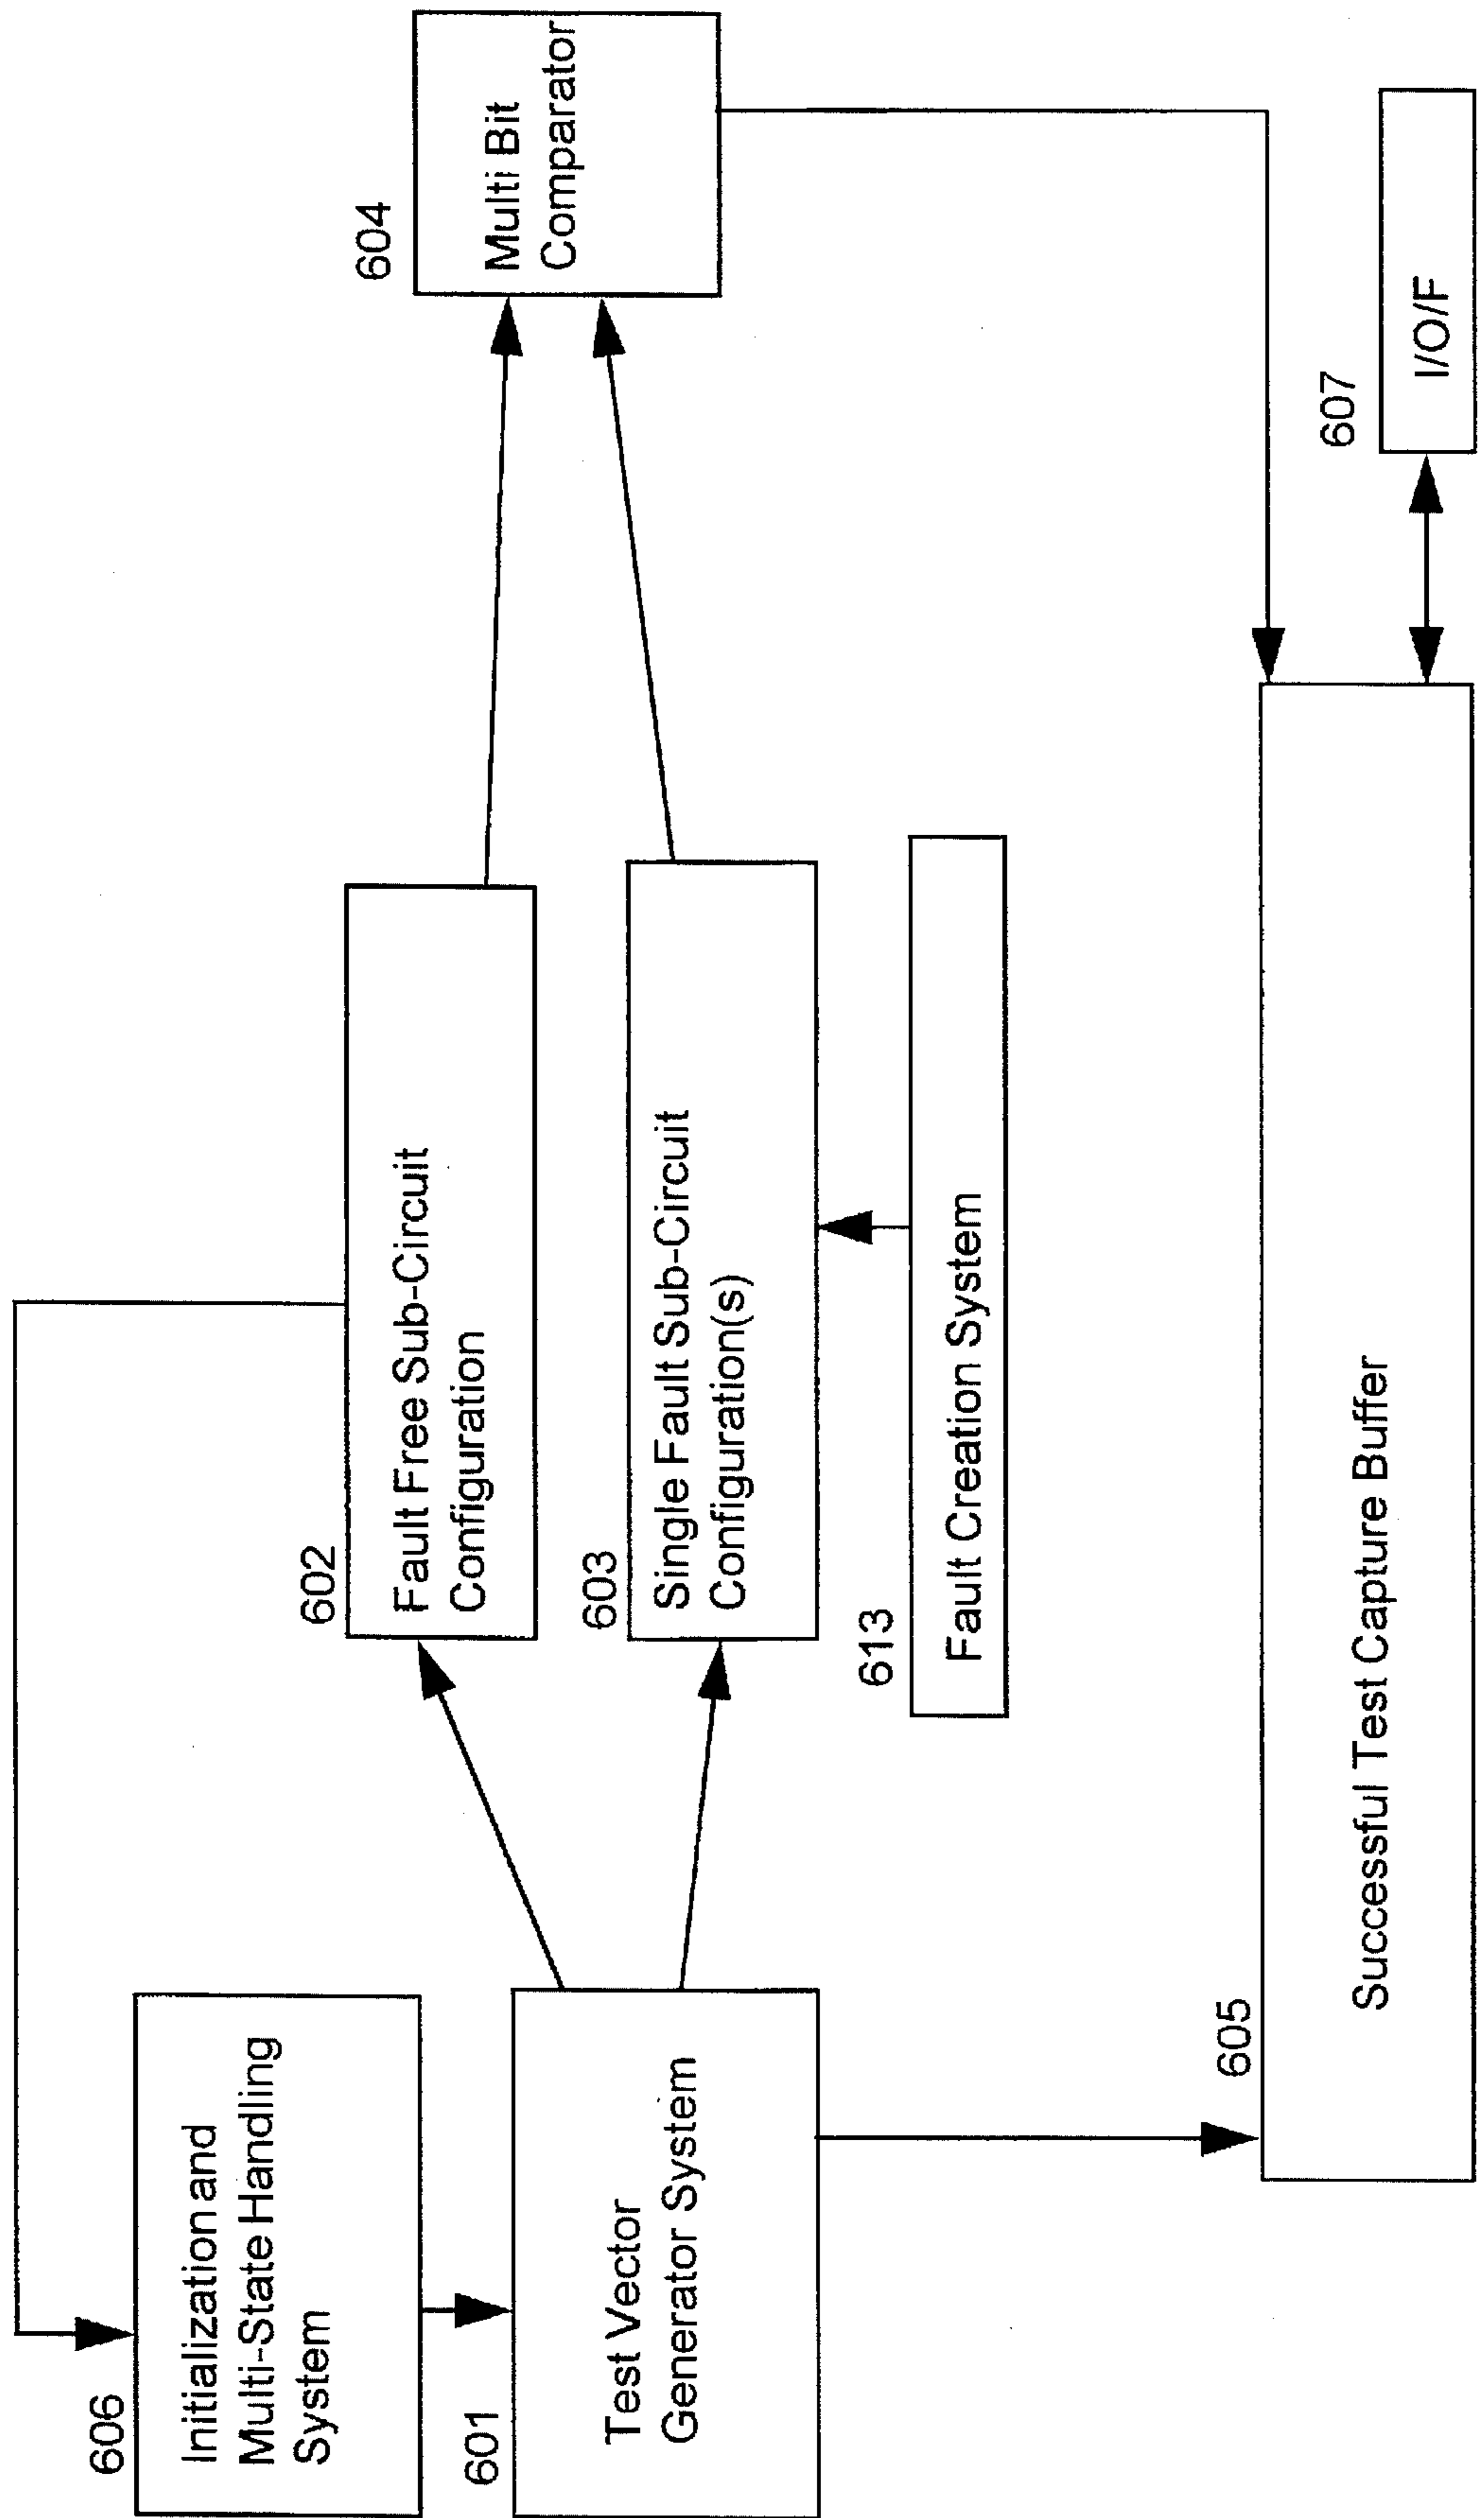 606
Initialization and
Multi-State Handling
System
601
Test Vector
Generator System
602
Fault Free Sub-Circuit
Configuration
603
Single Fault Sub-Circuit
Configuration(s)
613
Fault Creation System
604
Multi Bit
Comparator
605
Successful Test Capture Buffer
607
I/O/F